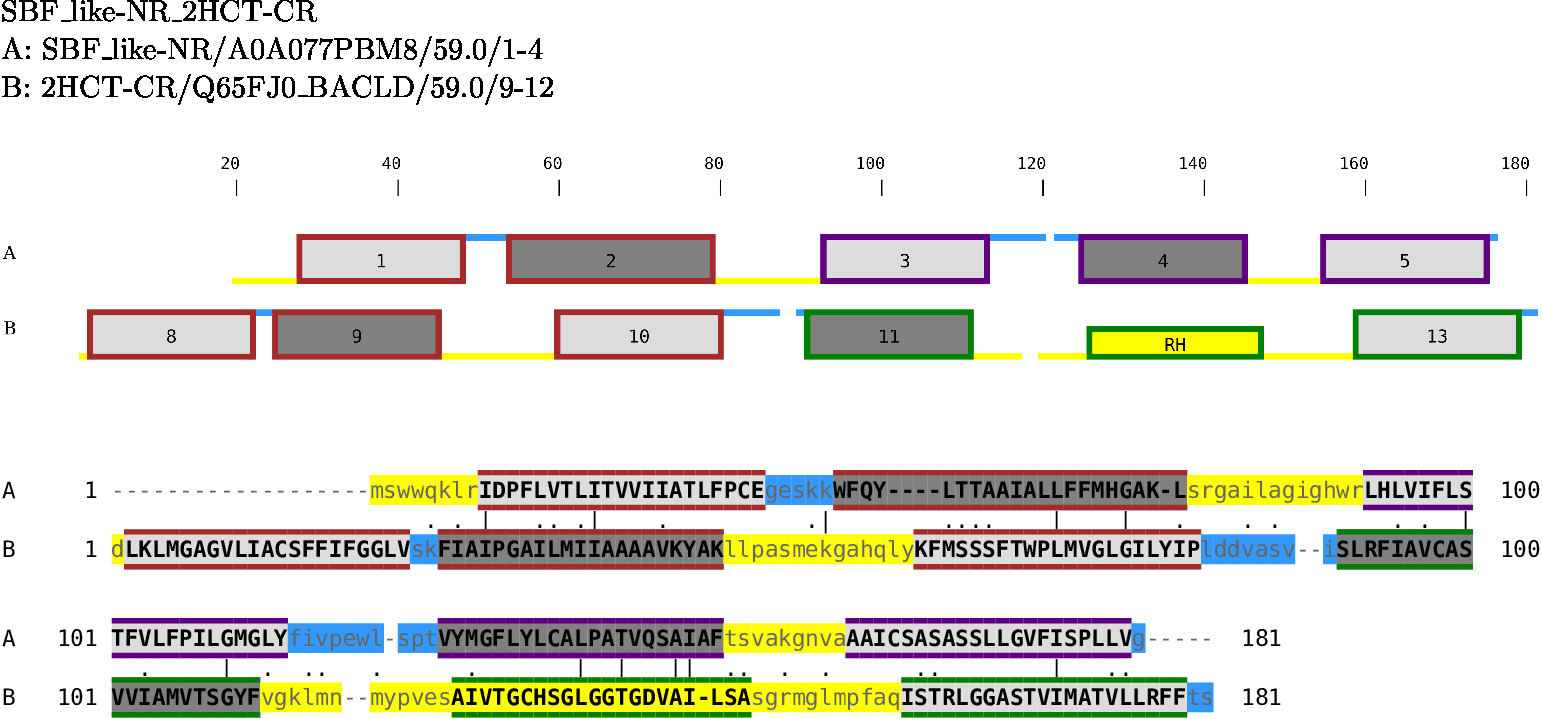 SBF_like-NR_2HCT-CR
A: SBF_like-NR/A0A077PBM8/59.0/1-4
B: 2HCT-CR/Q65FJ0_BACLD/59.0/9-12
20 40 60 80 100 120 140 160 180
A 1 2 3 4 5
B 8 9 10 11 RH 13
A 1 -------------------mswwqklrIDPFLVTLITVVIIATLFPCEgeskkWFQY----LTTAAIALLFFMHGAK-LsrgailagighwrLHLVIFLS 100
B 1 dLKLMGAGVLIACSFFIFGGLVskFIAIPGAILMIIAAAAVKYAKllpasmekgahqlyKFMSSSFTWPLMVGLGILYIPlddvasv--iSLRFIAVCAS 100
A 101 TFVLFPILGMGLYfivpewl-sptVYMGFLYLCALPATVQSAIAFtsvakgnvaAAICSASASSLLGVFISPLLVg----- 181
B 101 VVIAMVTSGYFvgklmn--mypvesAIVTGCHSGLGGTGDVAI-LSAsgrmglmpfaqISTRLGGASTVIMATVLLRFFts 181